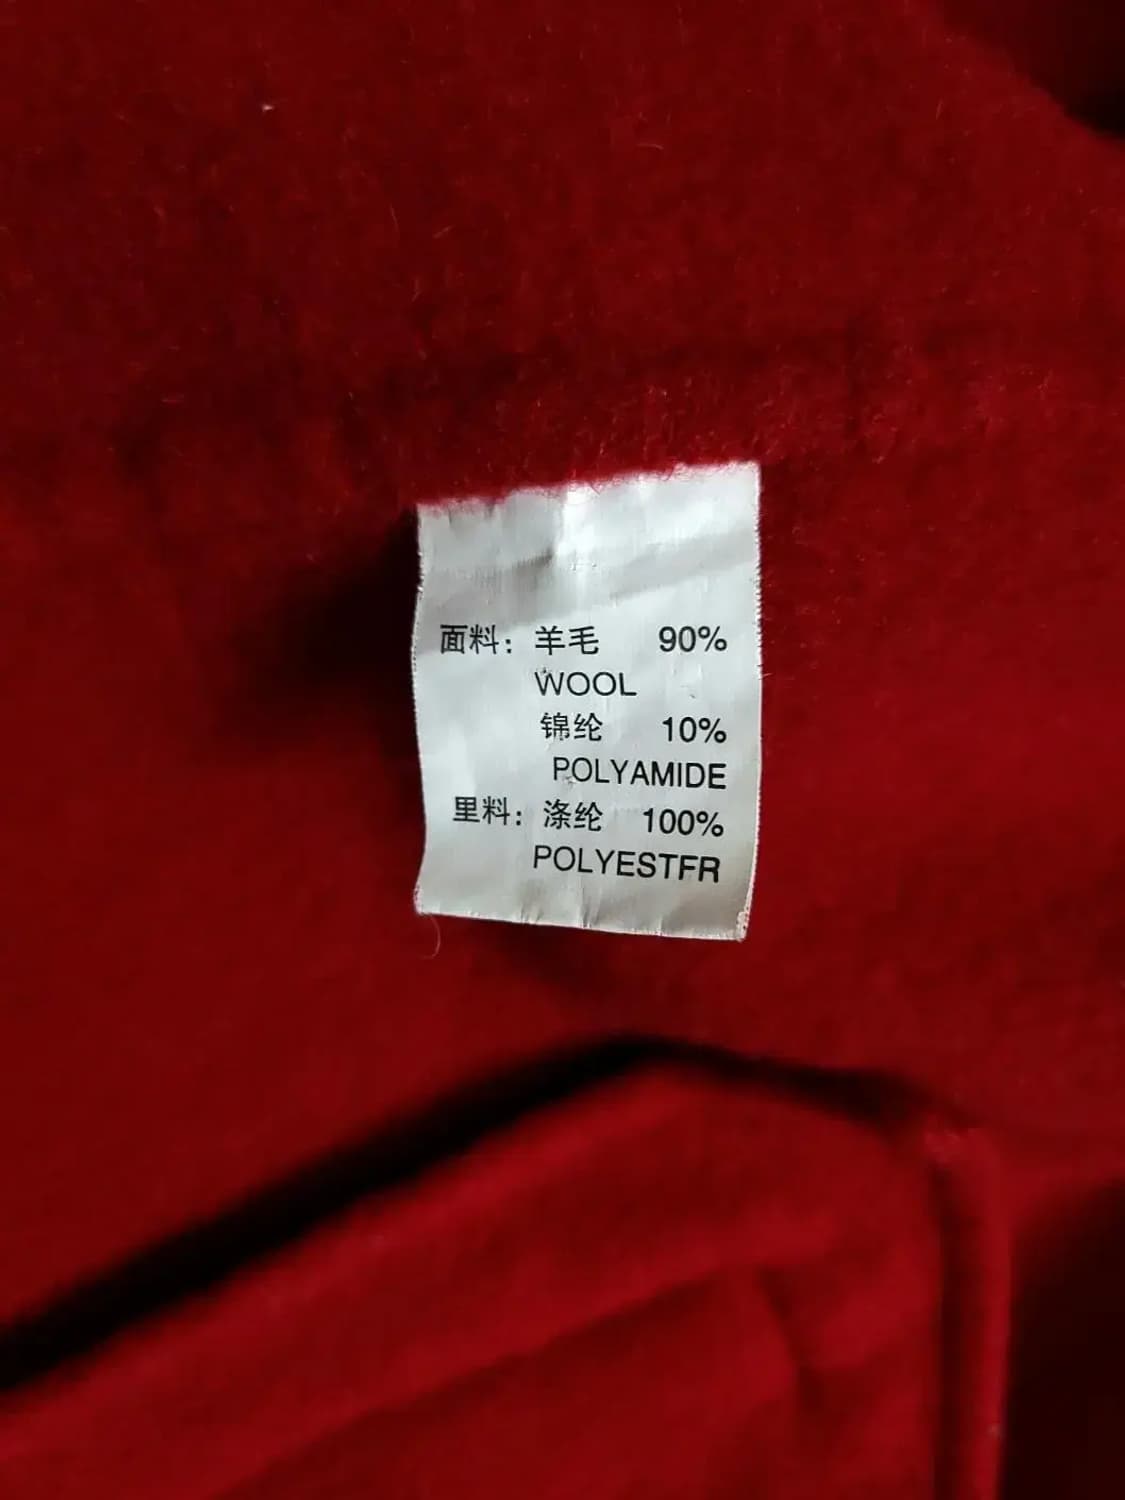 面料：羊毛 90%
WOOL
锦纶 10%
POLYAMIDE
里料：涤纶 100%
POLYESTFR